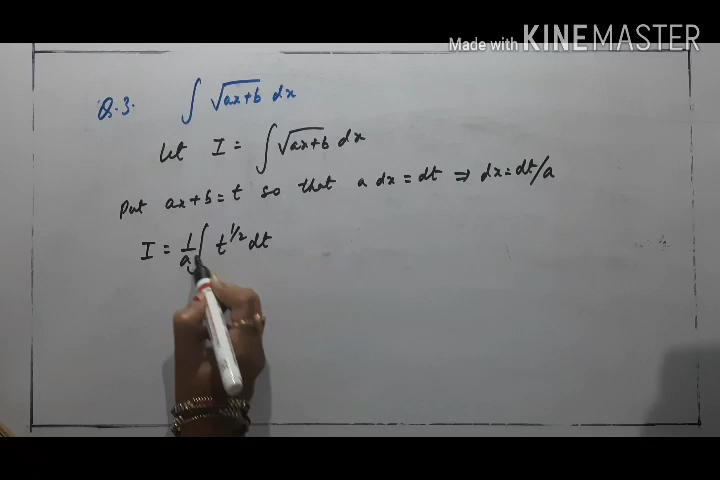 Made with KINEMASTER
Q.3. ∫ √ax+b dx
Let I = ∫ √ax+b dx
Put ax+b = t so that a dx = dt ⇒ dx = dt/a
I = 1/a ∫ t^1/2 dt